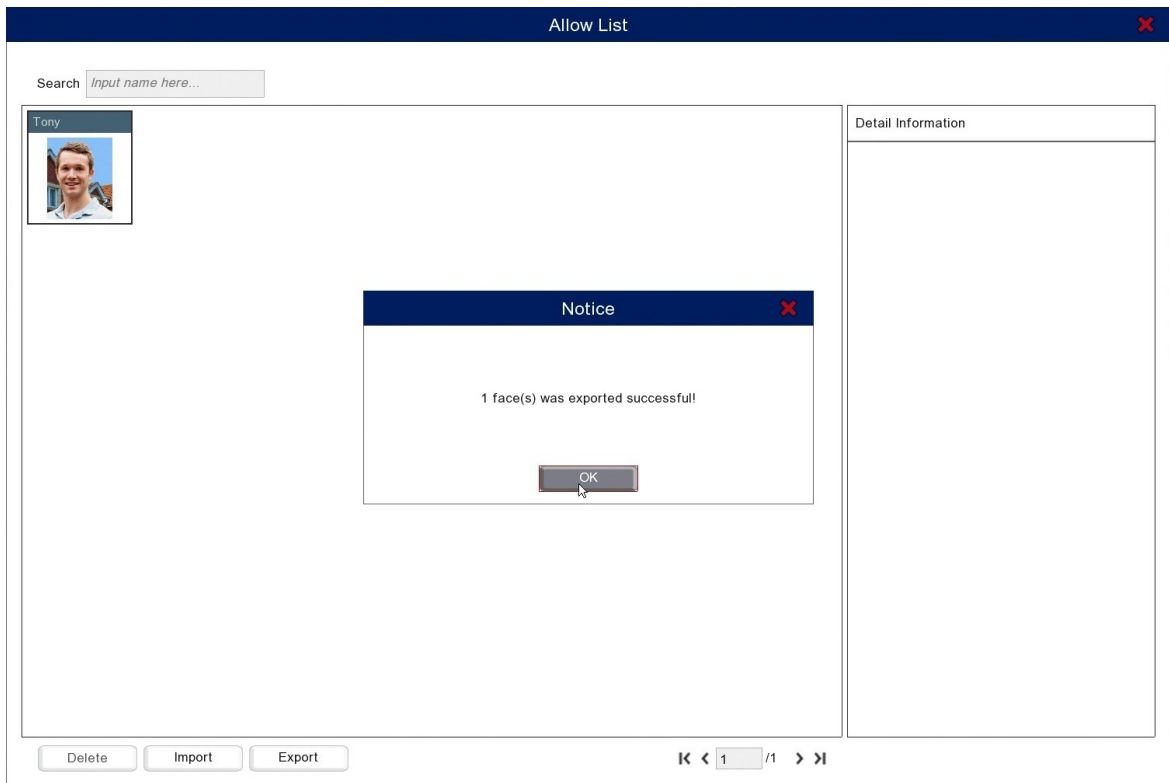 Allow List
Search Input name here...
Tony
Detail Information
Notice
1 face(s) was exported successful!
OK
Delete Import Export 1 /1